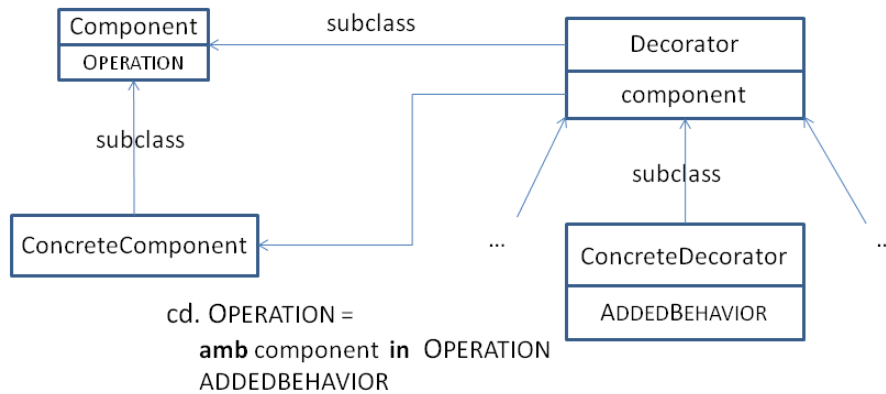 Component
OPERATION
subclass
Decorator
component
subclass
subclass
ConcreteComponent
...
...
ConcreteDecorator
ADDEDBEHAVIOR
cd. OPERATION =
amb component in OPERATION
ADDEDBEHAVIOR